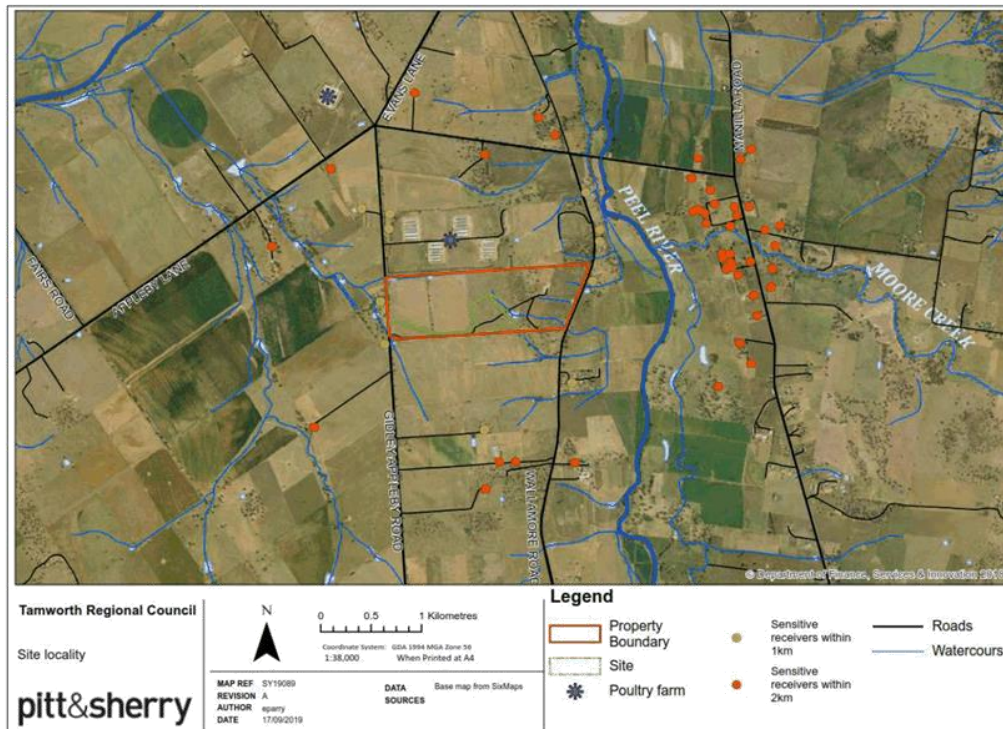 EVANS LANE
MANILLA ROAD
PEEL RIVER
MOORE CREEK
FAIRS ROAD
APPLEBY LANE
GIDLEY APPLEBY ROAD
WALLAMORE ROAD
© Department of Finance, Services & Innovation
Tamworth Regional Council
Site locality
pitt&sherry
N
0 0.5 1 Kilometres
Coordinate System: GDA 1994 MGA Zone 56
1:38,000 When Printed at A4
MAP REF SY19089
REVISION A
AUTHOR eparry
DATE 17/09/2019
DATA SOURCES
Base map from SixMaps
Legend
Property
Boundary
Site
Poultry farm
Sensitive
receivers within
1km
Sensitive
receivers within
2km
Roads
Watercours